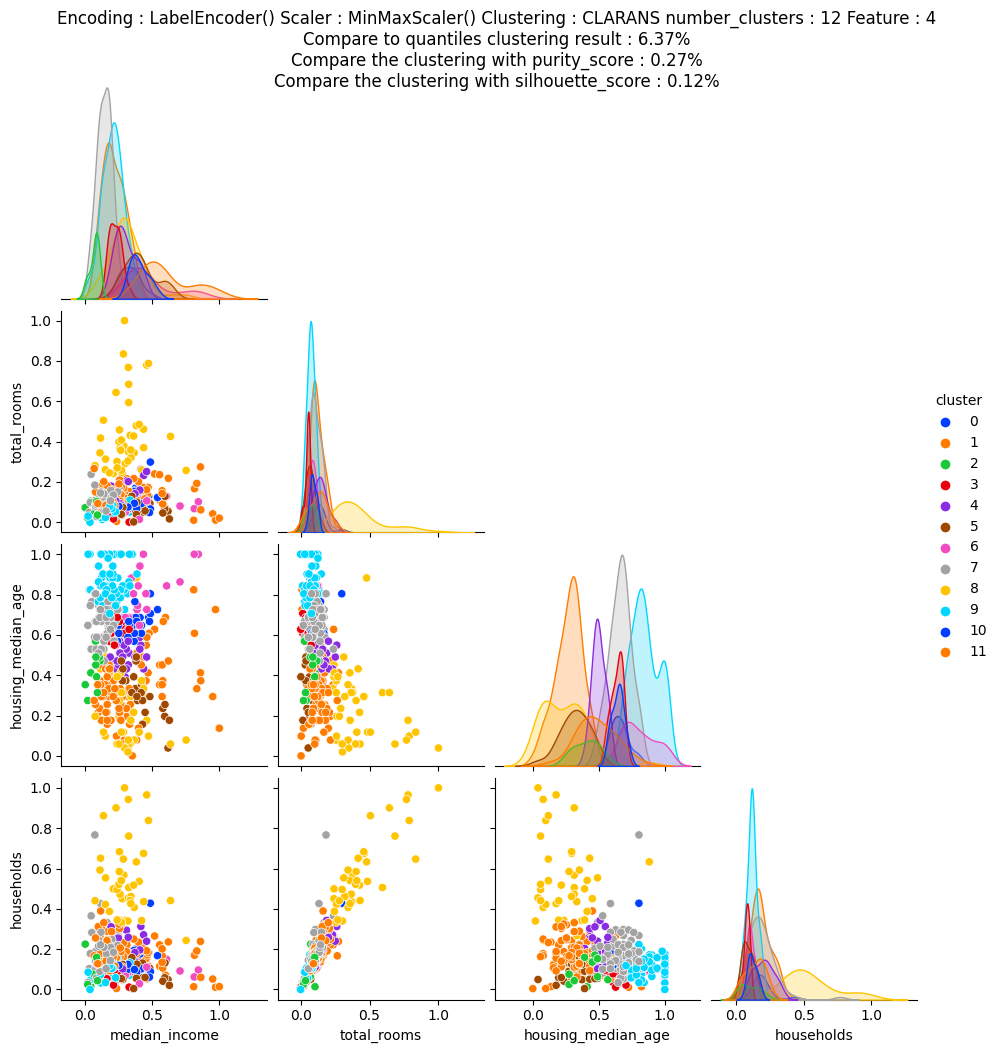 Encoding : LabelEncoder() Scaler : MinMaxScaler() Clustering : CLARANS number_clusters : 12 Feature : 4
Compare to quantiles clustering result : 6.37%
Compare the clustering with purity_score : 0.27%
Compare the clustering with silhouette_score : 0.12%
total_rooms
1.0
0.8
0.6
0.4
0.2
0.0
housing_median_age
1.0
0.8
0.6
0.4
0.2
0.0
households
1.0
0.8
0.6
0.4
0.2
0.0
0.0 0.5 1.0
median_income
0.0 0.5 1.0
total_rooms
0.0 0.5 1.0
housing_median_age
0.0 0.5 1.0
households
cluster
0
1
2
3
4
5
6
7
8
9
10
11